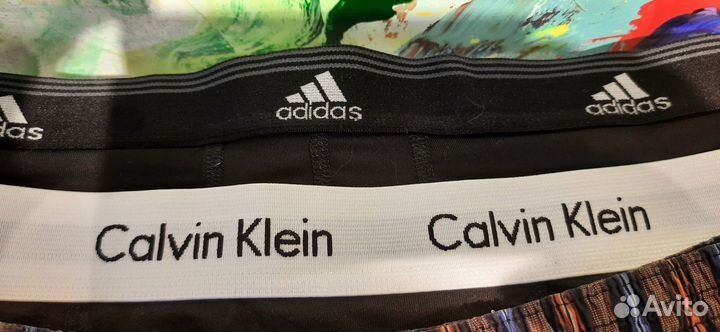 adidas adidas adidas
Calvin Klein Calvin Klein
Avito